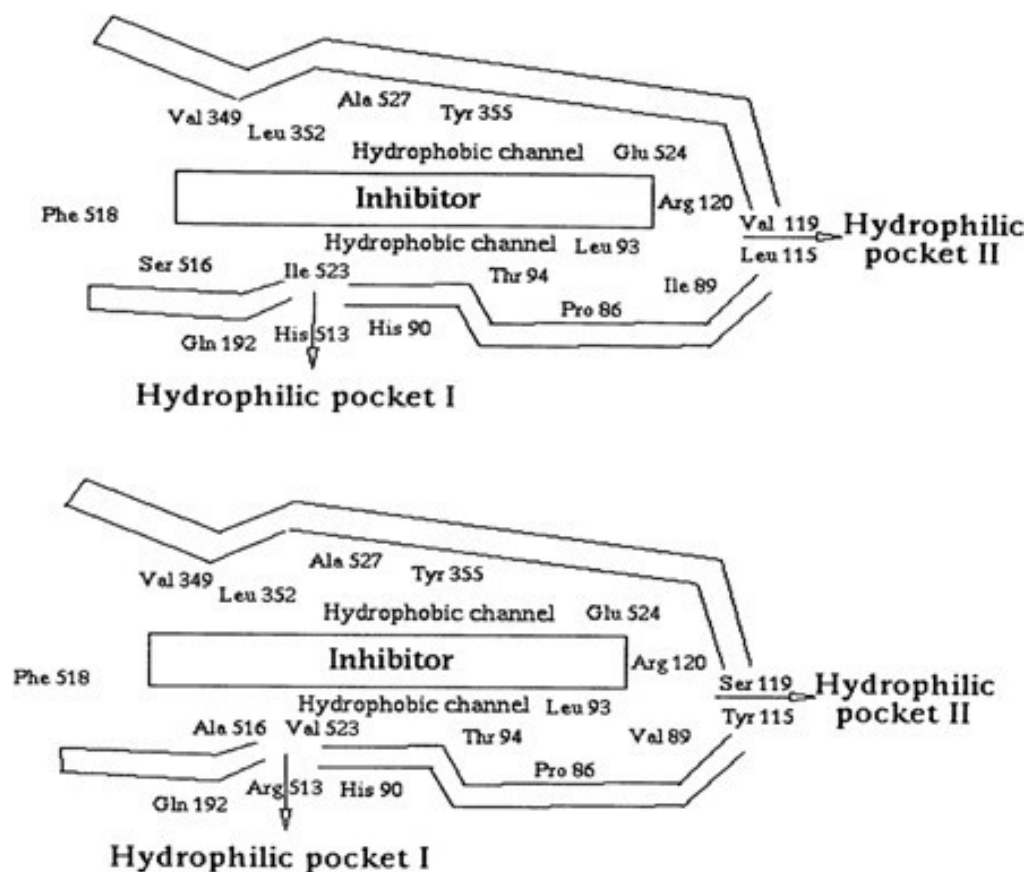 Ala 527
Val 349
Tyr 355
Leu 352
Hydrophobic channel
Glu 524
Inhibitor
Arg 120
Phe 518
Val 119
Hydrophilic
pocket II
Hydrophobic channel
Leu 93
Leu 115
Ser 516
Ile 523
Thr 94
Ile 89
Pro 86
Gln 192
His 513
His 90
Hydrophilic pocket I
Ala 527
Val 349
Tyr 355
Leu 352
Hydrophobic channel
Glu 524
Inhibitor
Arg 120
Phe 518
Ser 119
Hydrophilic
pocket II
Hydrophobic channel
Leu 93
Tyr 115
Ala 516
Val 523
Thr 94
Val 89
Pro 86
Gln 192
Arg 513
His 90
Hydrophilic pocket I